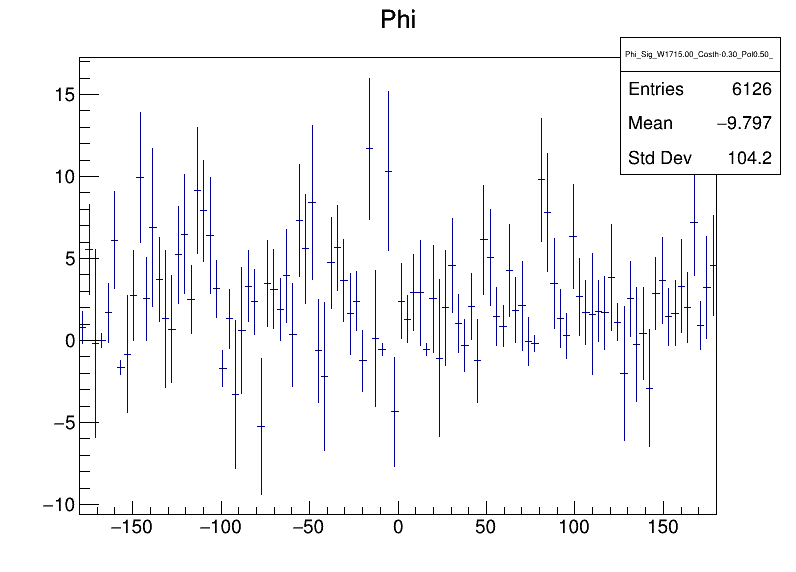 Phi
Phi_Sig_W1715.00_Costh-0.30_Pol0.50_
Entries 6126
Mean −9.797
Std Dev 104.2
15
10
5
0
−5
−10
−150 −100 −50 0 50 100 150